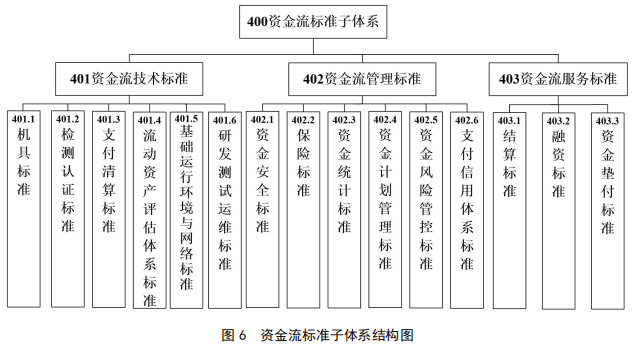 400资金流标准子体系
401资金流技术标准
402资金流管理标准
403资金流服务标准
401.1
机具标准
401.2
检测认证标准
401.3
支付清算标准
401.4
流动资产评估体系标准
401.5
基础运行环境与网络标准
401.6
研发测试运维标准
402.1
资金安全标准
402.2
保险标准
402.3
资金统计标准
402.4
资金计划管理标准
402.5
资金风险管控标准
402.6
支付信用体系标准
403.1
结算标准
403.2
融资标准
403.3
资金垫付标准
图 6 资金流标准子体系结构图